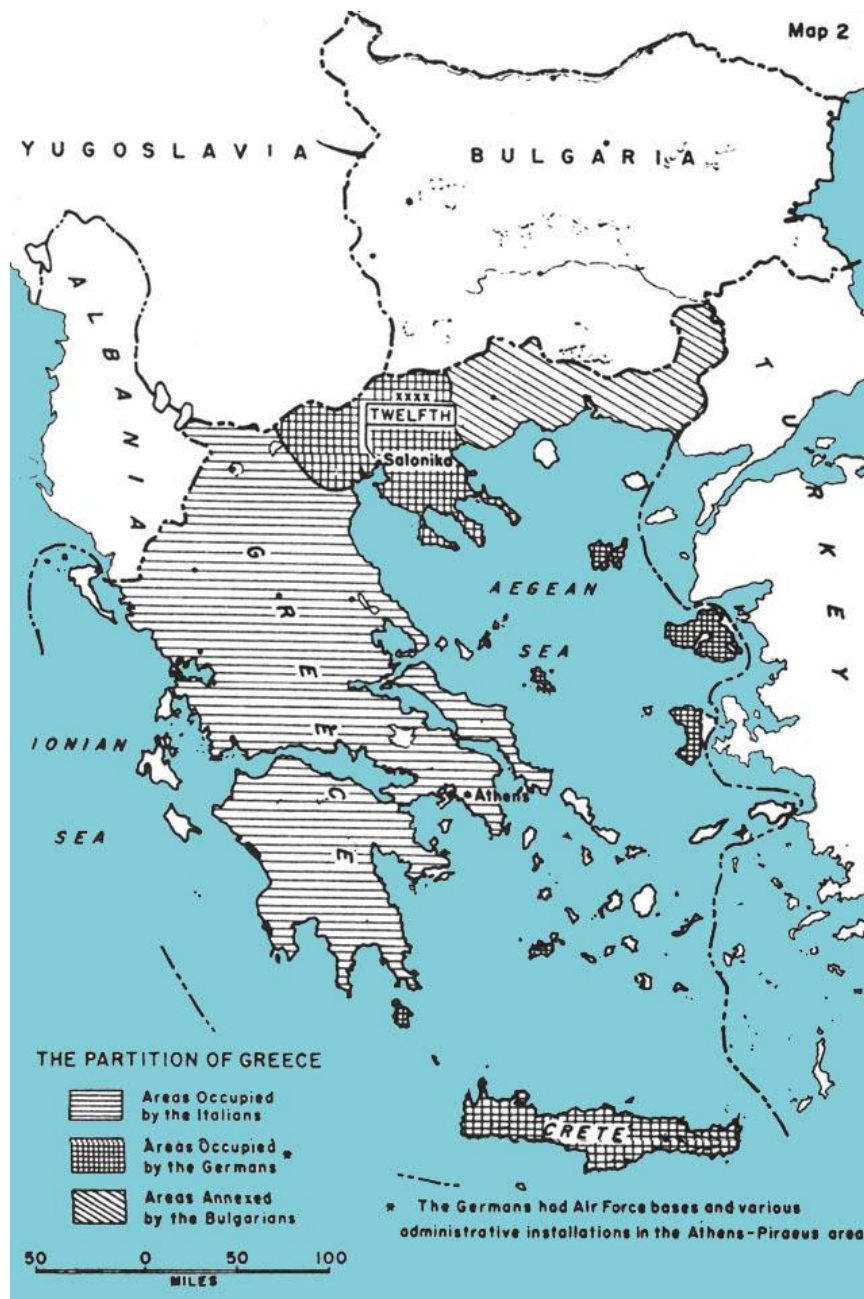 Map 2
YUGOSLAVIA
BULGARIA
ALBANIA
TURKEY
XXXX
TWELFTH
Salonika
GREECE
AEGEAN
SEA
IONIAN
SEA
Athens
CRETE
THE PARTITION OF GREECE
Areas Occupied
by the Italians
Areas Occupied
by the Germans *
Areas Annexed
by the Bulgarians
* The Germans had Air Force bases and various
administrative installations in the Athens-Piraeus area
50 0 50 100
MILES